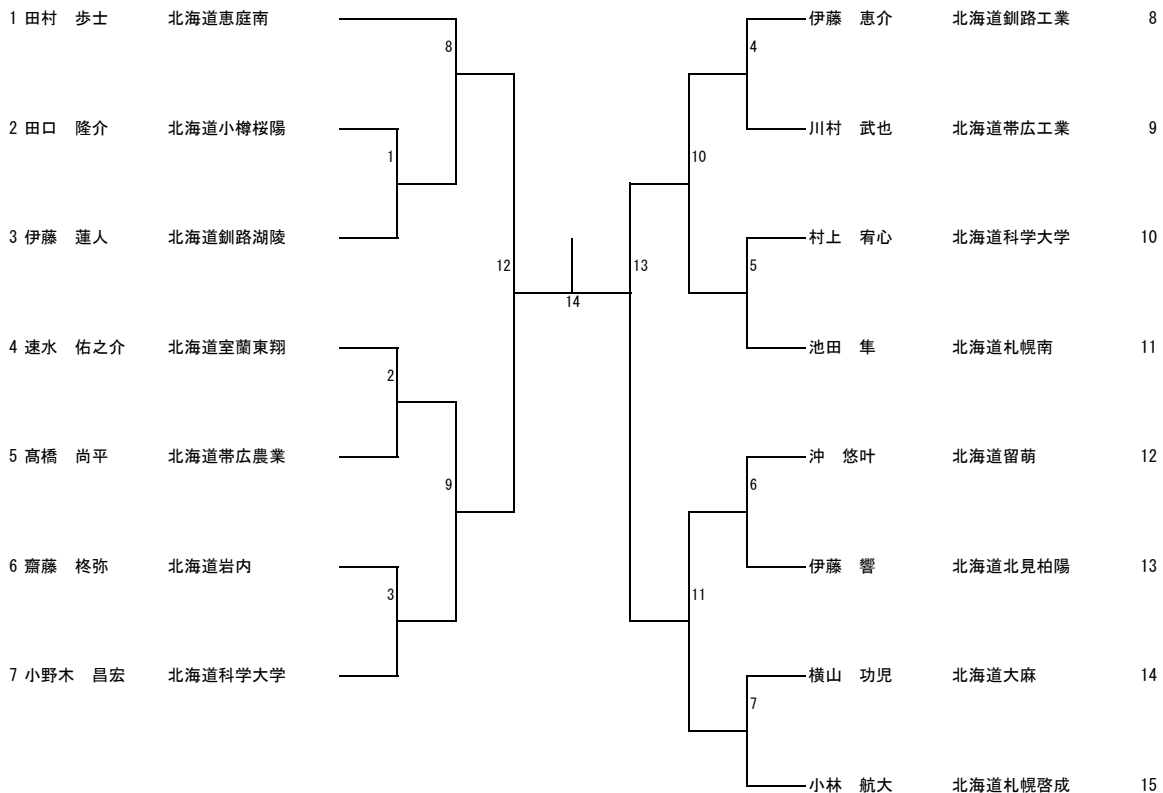 1 田村　歩士 北海道恵庭南 8 4 伊藤　恵介 北海道釧路工業 8
2 田口　隆介 北海道小樽桜陽 1 10 川村　武也 北海道帯広工業 9
3 伊藤　蓮人 北海道釧路湖陵 12 13 5 村上　宥心 北海道科学大学 10
14
4 速水　佑之介 北海道室蘭東翔 2 池田　隼 北海道札幌南 11
5 髙橋　尚平 北海道帯広農業 9 6 沖　悠叶 北海道留萌 12
6 齋藤　柊弥 北海道岩内 3 11 伊藤　響 北海道北見柏陽 13
7 小野木　昌宏 北海道科学大学 7 横山　功児 北海道大麻 14
小林　航大 北海道札幌啓成 15